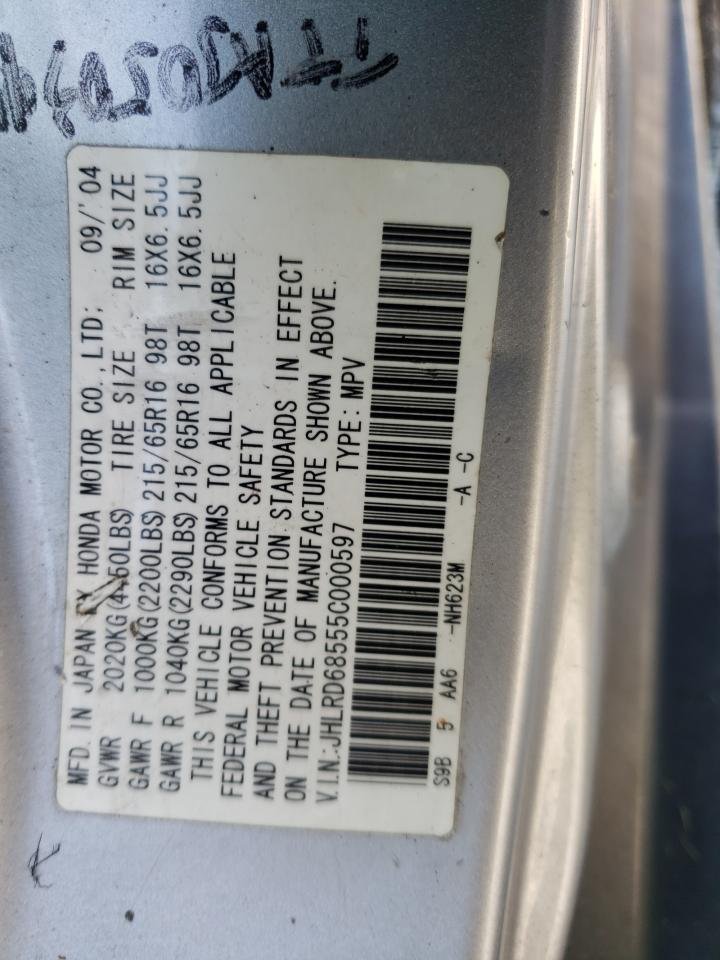 MFD. IN JAPAN BY HONDA MOTOR CO., LTD; 09/'04
GVWR 2020KG(4450LBS) TIRE SIZE RIM SIZE
GAWR F 1000KG(2200LBS) 215/65R16 98T 16X6.5JJ
GAWR R 1040KG(2290LBS) 215/65R16 98T 16X6.5JJ
THIS VEHICLE CONFORMS TO ALL APPLICABLE
FEDERAL MOTOR VEHICLE SAFETY
AND THEFT PREVENTION STANDARDS IN EFFECT
ON THE DATE OF MANUFACTURE SHOWN ABOVE.
V.I.N.:JHLRD68555C000597 TYPE: MPV
S9B 5 AA6 -NH623M -A -C